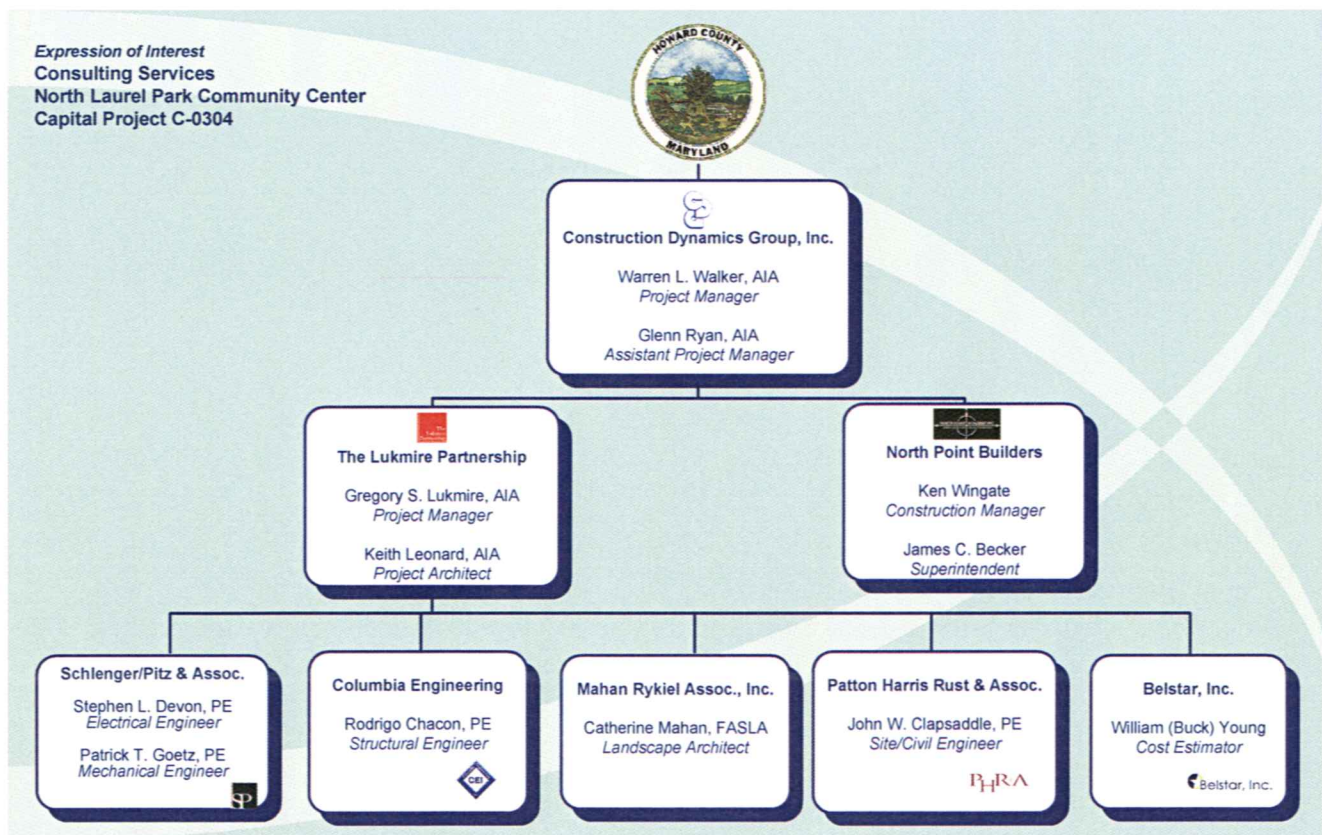 Expression of Interest
Consulting Services
North Laurel Park Community Center
Capital Project C-0304
HOWARD COUNTY
MARYLAND
Construction Dynamics Group, Inc.
Warren L. Walker, AIA
Project Manager
Glenn Ryan, AIA
Assistant Project Manager
The Lukmire Partnership
The Lukmire Partnership
Gregory S. Lukmire, AIA
Project Manager
Keith Leonard, AIA
Project Architect
North Point Builders
Ken Wingate
Construction Manager
James C. Becker
Superintendent
Schlenger/Pitz & Assoc.
Stephen L. Devon, PE
Electrical Engineer
Patrick T. Goetz, PE
Mechanical Engineer
SP
Columbia Engineering
Rodrigo Chacon, PE
Structural Engineer
CEI
Mahan Rykiel Assoc., Inc.
Catherine Mahan, FASLA
Landscape Architect
Patton Harris Rust & Assoc.
John W. Clapsaddle, PE
Site/Civil Engineer
PHRA
Belstar, Inc.
William (Buck) Young
Cost Estimator
Belstar, Inc.